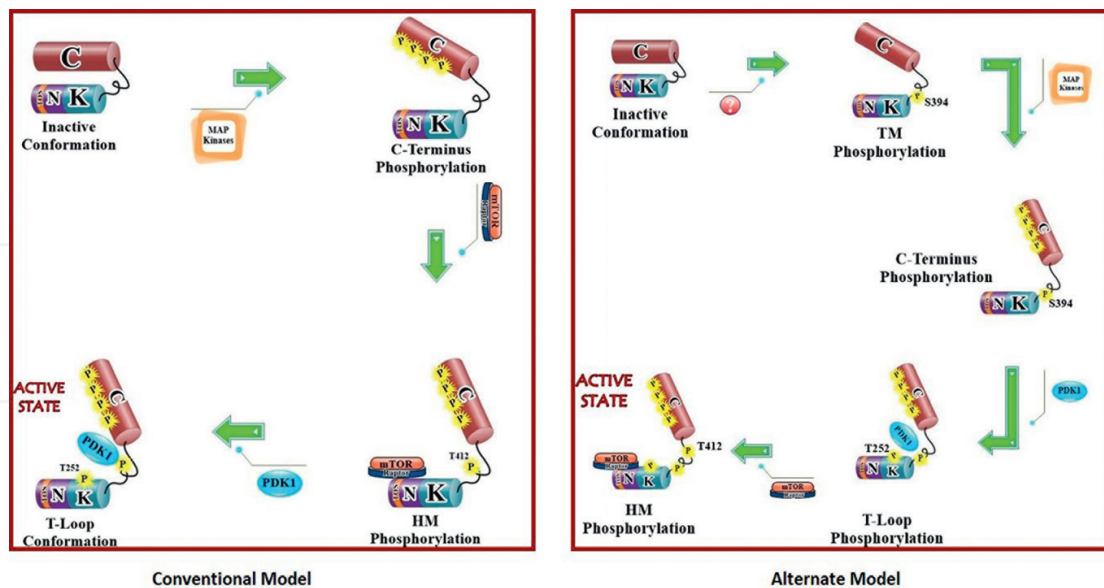 C
TOS
N K
Inactive
Conformation
MAP
Kinases
P P P P
C
N K
C-Terminus
Phosphorylation
mTOR
Raptor
T412
P
P P P P
C
mTOR
Raptor
N K
HM
Phosphorylation
PDK1
ACTIVE
STATE
P P P P
C
PDK1
P
T252
P
N K
T-Loop
Conformation
Conventional Model
C
N K
Inactive
Conformation
?
C
N K
P
S394
TM
Phosphorylation
MAP
Kinases
P P P P
C
C-Terminus
Phosphorylation
N K
P
S394
PDK1
P P P P
C
PDK1
T252
P
P
N K
T-Loop
Phosphorylation
mTOR
Raptor
ACTIVE
STATE
P P P P
C
P
T412
mTOR
Raptor
P
P
N K
HM
Phosphorylation
Alternate Model